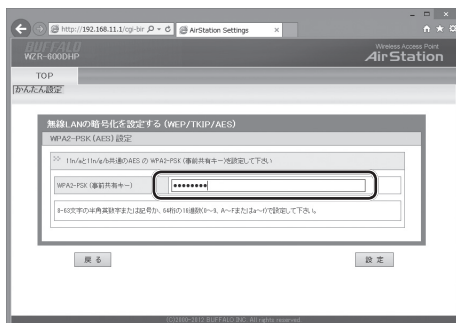 http://192.168.11.1/cgi-bir
AirStation Settings
BUFFALO
WZR-600DHP
Wireless Access Point
AirStation
TOP
かんたん設定
無線LANの暗号化を設定する (WEP/TKIP/AES)
WPA2-PSK (AES) 設定
>> 11n/aと11n/g/b共通のAES の WPA2-PSK (事前共有キー)を設定して下さい
WPA2-PSK (事前共有キー)
••••••••
8-63文字の半角英数字または記号か、64桁の16進数(0～9、A～Fまたはa～f)で設定して下さい。
戻る
設定
(C)2000-2012 BUFFALO INC. All rights reserved.